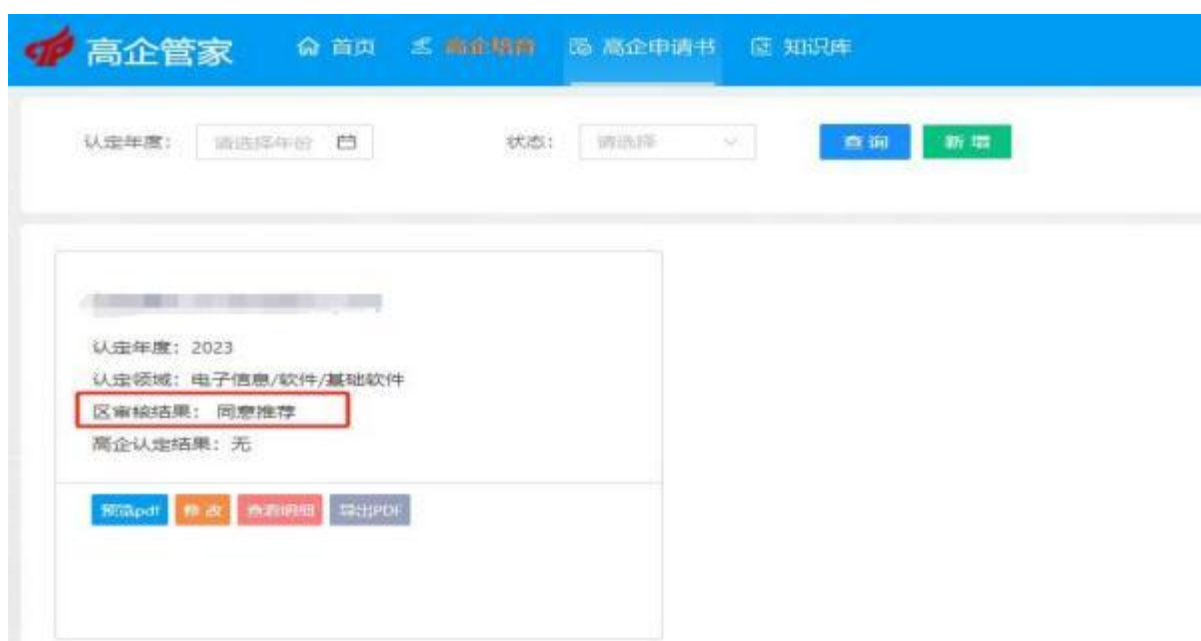 高企管家 首页 高企培育 高企申请书 知识库
认定年度： 请选择年份 状态： 请选择 查询 新增
认定年度：2023
认定领域：电子信息/软件/基础软件
区审核结果： 同意推荐
高企认定结果：无
预览pdf 修改 查看明细 导出PDF